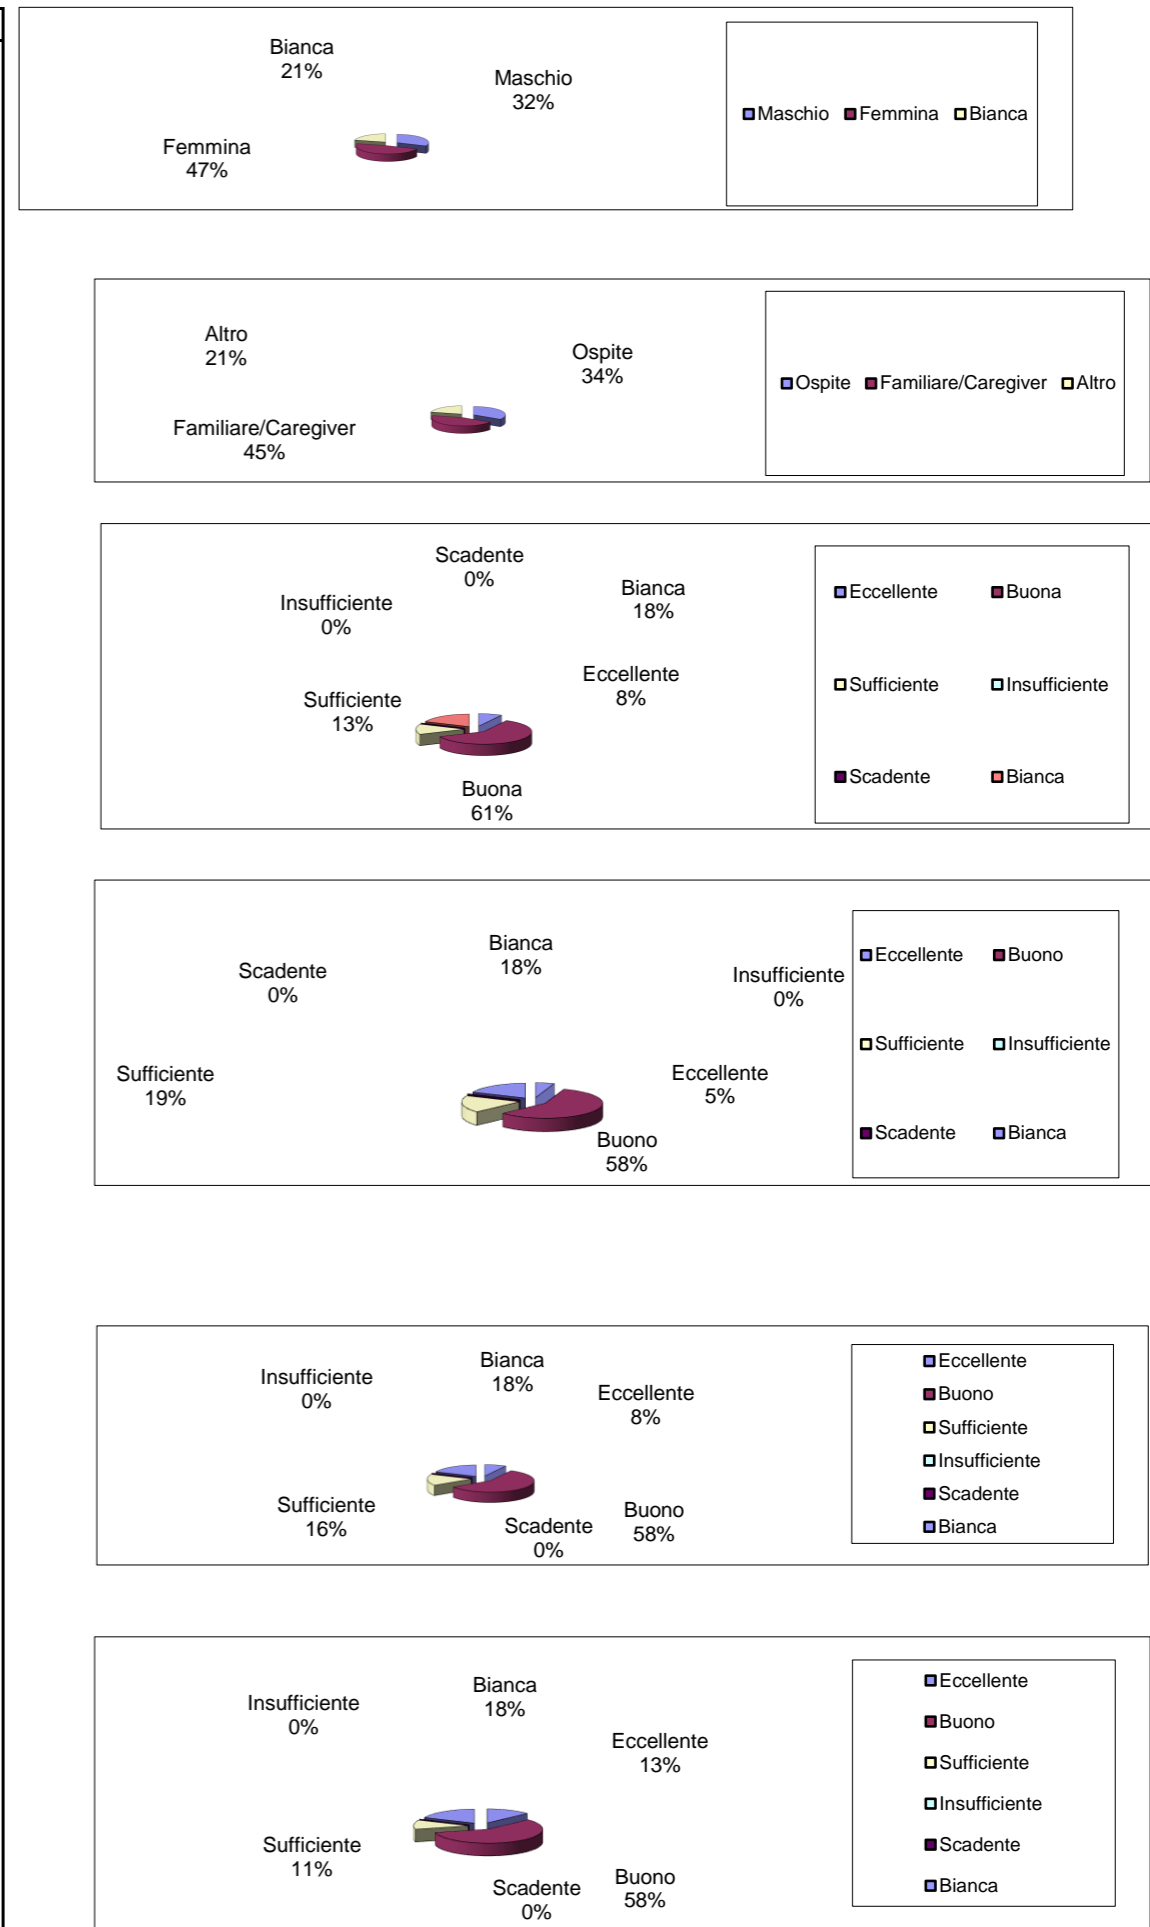 Bianca
21%
Maschio
32%
Femmina
47%
Maschio Femmina Bianca
Altro
21%
Ospite
34%
Familiare/Caregiver
45%
Ospite Familiare/Caregiver Altro
Scadente
0%
Bianca
18%
Insufficiente
0%
Eccellente
8%
Sufficiente
13%
Buona
61%
Eccellente Buona
Sufficiente Insufficiente
Scadente Bianca
Bianca
18%
Scadente
0%
Insufficiente
0%
Sufficiente
19%
Eccellente
5%
Buono
58%
Eccellente Buono
Sufficiente Insufficiente
Scadente Bianca
Bianca
18%
Insufficiente
0%
Eccellente
8%
Sufficiente
16%
Scadente
0%
Buono
58%
Eccellente
Buono
Sufficiente
Insufficiente
Scadente
Bianca
Bianca
18%
Insufficiente
0%
Eccellente
13%
Sufficiente
11%
Scadente
0%
Buono
58%
Eccellente
Buono
Sufficiente
Insufficiente
Scadente
Bianca